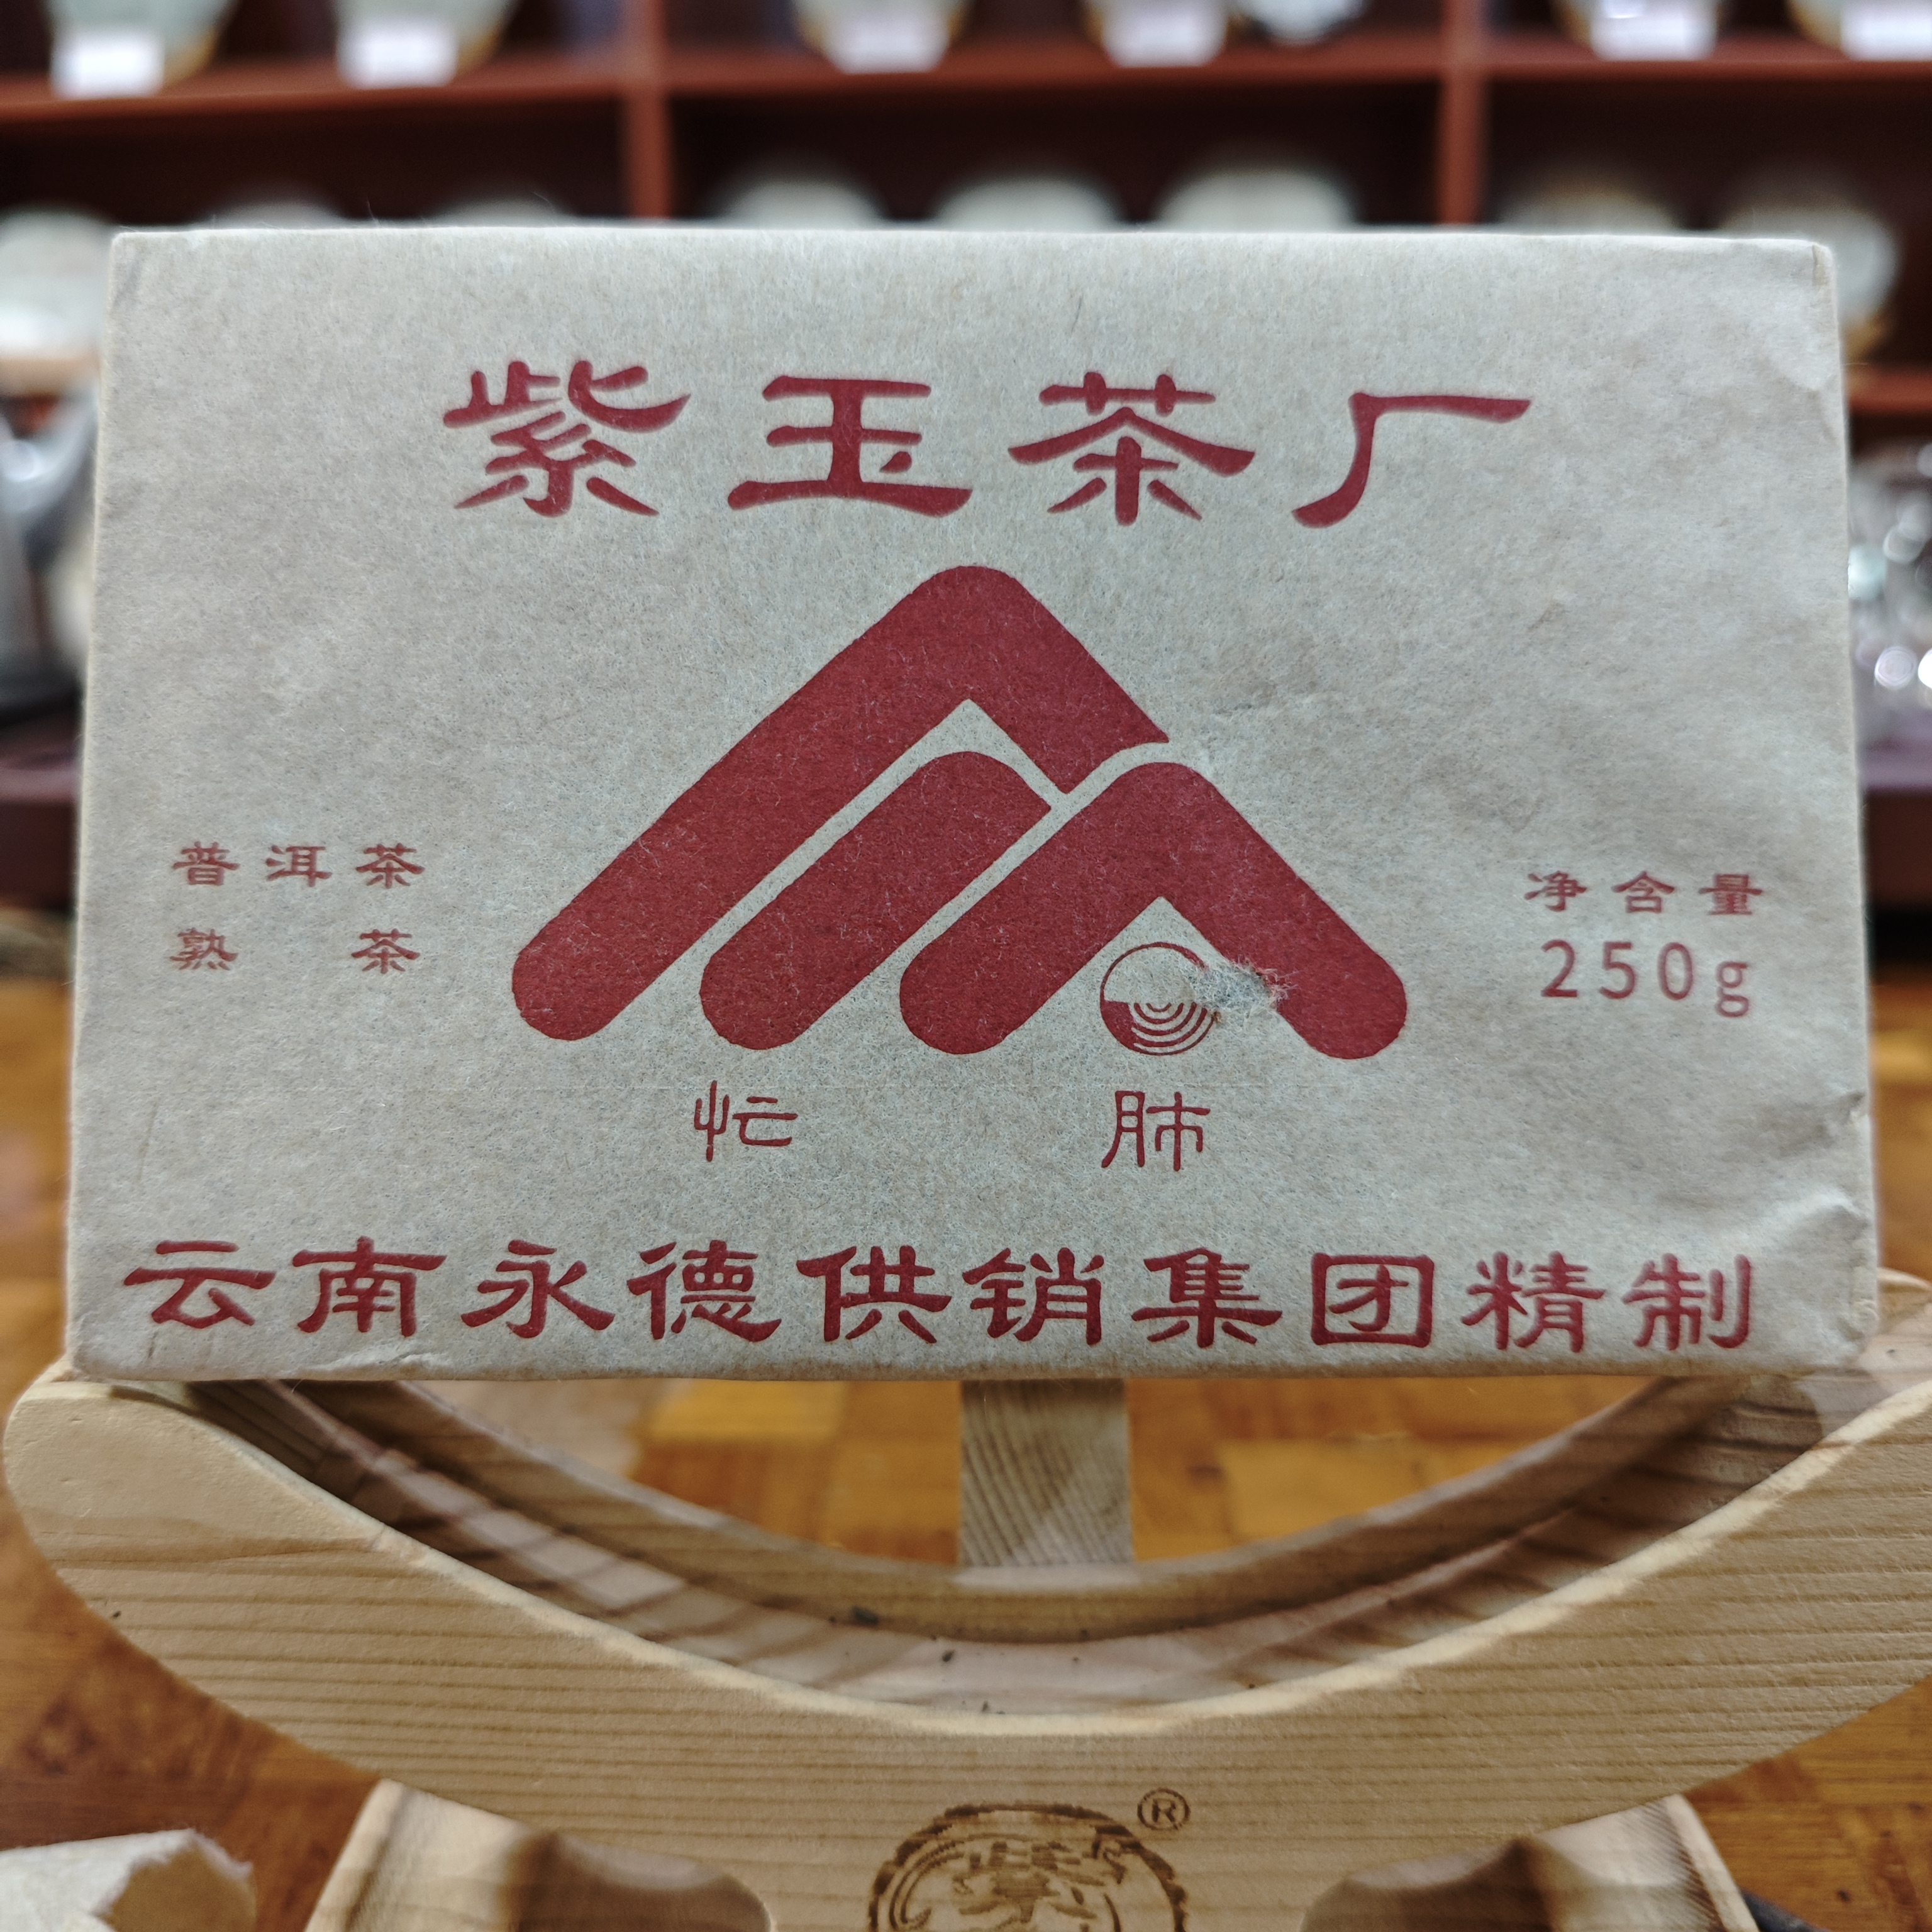 紫玉茶厂
普洱茶
熟茶
净含量
250g
忙肺
云南永德供销集团精制
®
紫